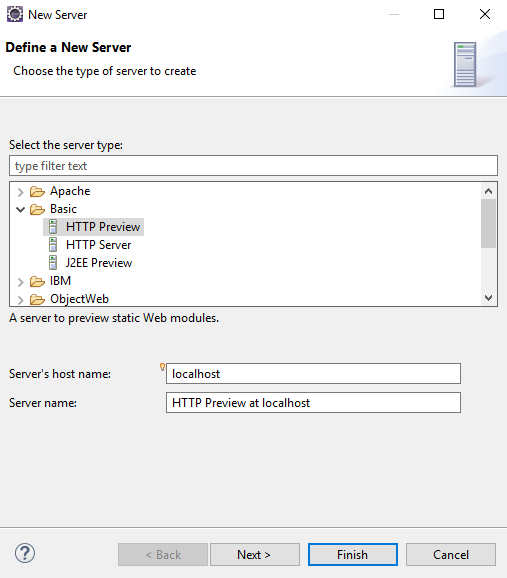 New Server
Define a New Server
Choose the type of server to create
Select the server type:
type filter text
Apache
Basic
HTTP Preview
HTTP Server
J2EE Preview
IBM
ObjectWeb
A server to preview static Web modules.
Server's host name: localhost
Server name: HTTP Preview at localhost
? < Back Next > Finish Cancel